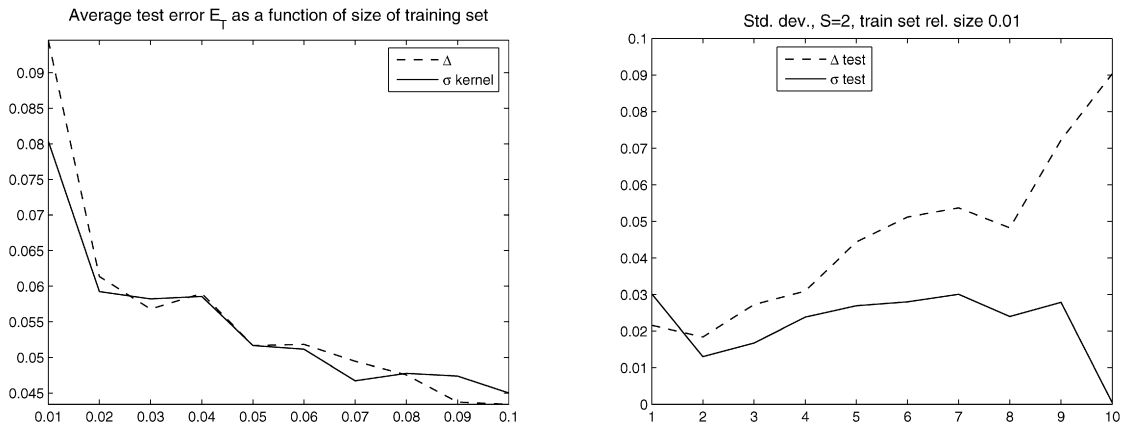 Average test error E_T as a function of size of training set
Δ
σ kernel
0.09
0.085
0.08
0.075
0.07
0.065
0.06
0.055
0.05
0.045
0.01 0.02 0.03 0.04 0.05 0.06 0.07 0.08 0.09 0.1
Std. dev., S=2, train set rel. size 0.01
Δ test
σ test
0.1
0.09
0.08
0.07
0.06
0.05
0.04
0.03
0.02
0.01
0
1 2 3 4 5 6 7 8 9 10